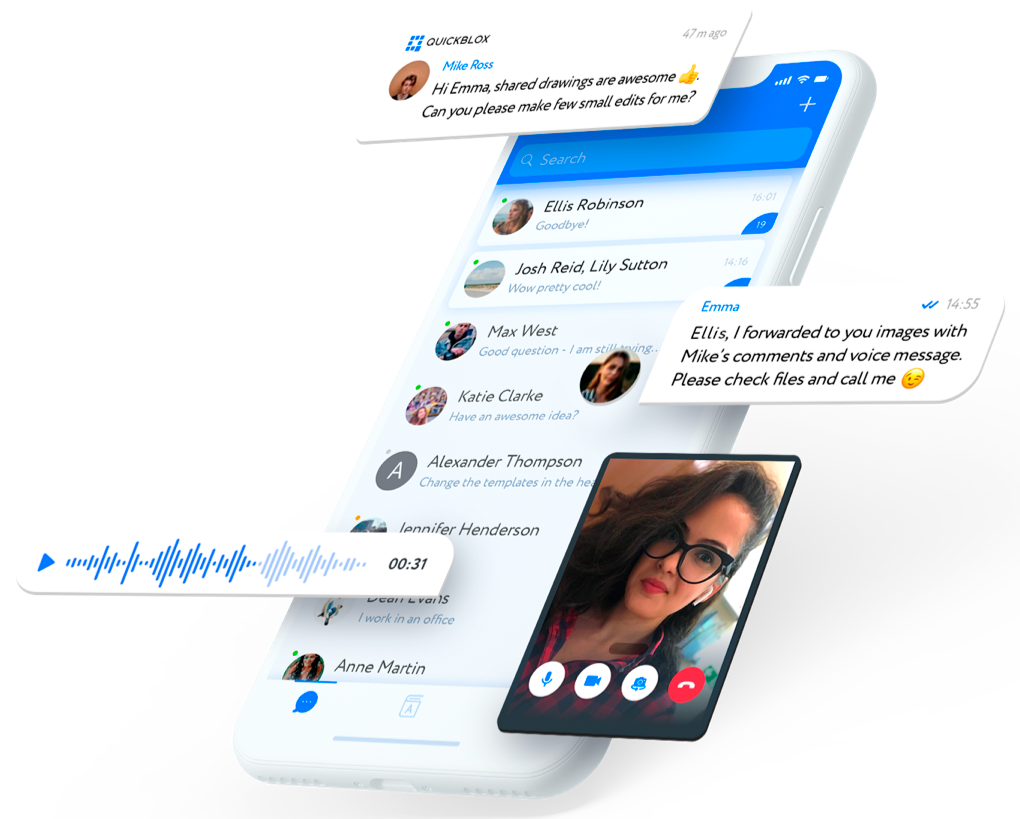 QUICKBLOX
47 m ago
Mike Ross
Hi Emma, shared drawings are awesome 👍.
Can you please make few small edits for me?
Search
Ellis Robinson
16:01
Goodbye!
19
Josh Reid, Lily Sutton
14:16
Wow pretty cool!
Emma
14:55
Ellis, I forwarded to you images with
Mike's comments and voice message.
Please check files and call me 😉
Max West
Good question - I am still trying..
Katie Clarke
Have an awesome idea?
A
Alexander Thompson
Change the templates in the hea
Jennifer Henderson
00:31
Dean Evans
I work in an office
Anne Martin
A